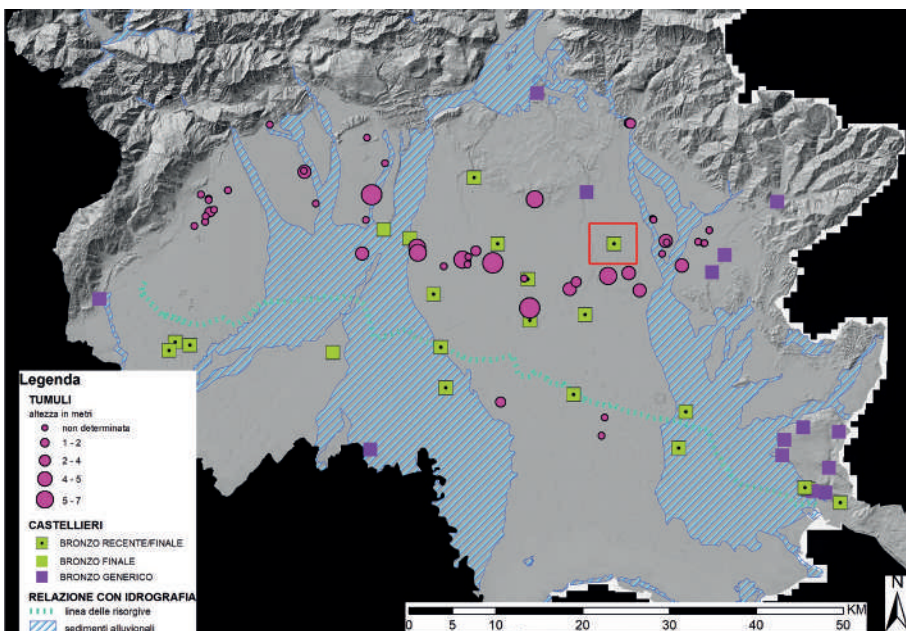 Legenda
TUMULI
altezza in metri
non determinata
1 - 2
2 - 4
4 - 5
5 - 7
CASTELLIERI
BRONZO RECENTE/FINALE
BRONZO FINALE
BRONZO GENERICO
RELAZIONE CON IDROGRAFIA
linea delle risorgive
sedimenti alluvionali
N
KM
0 5 10 20 30 40 50